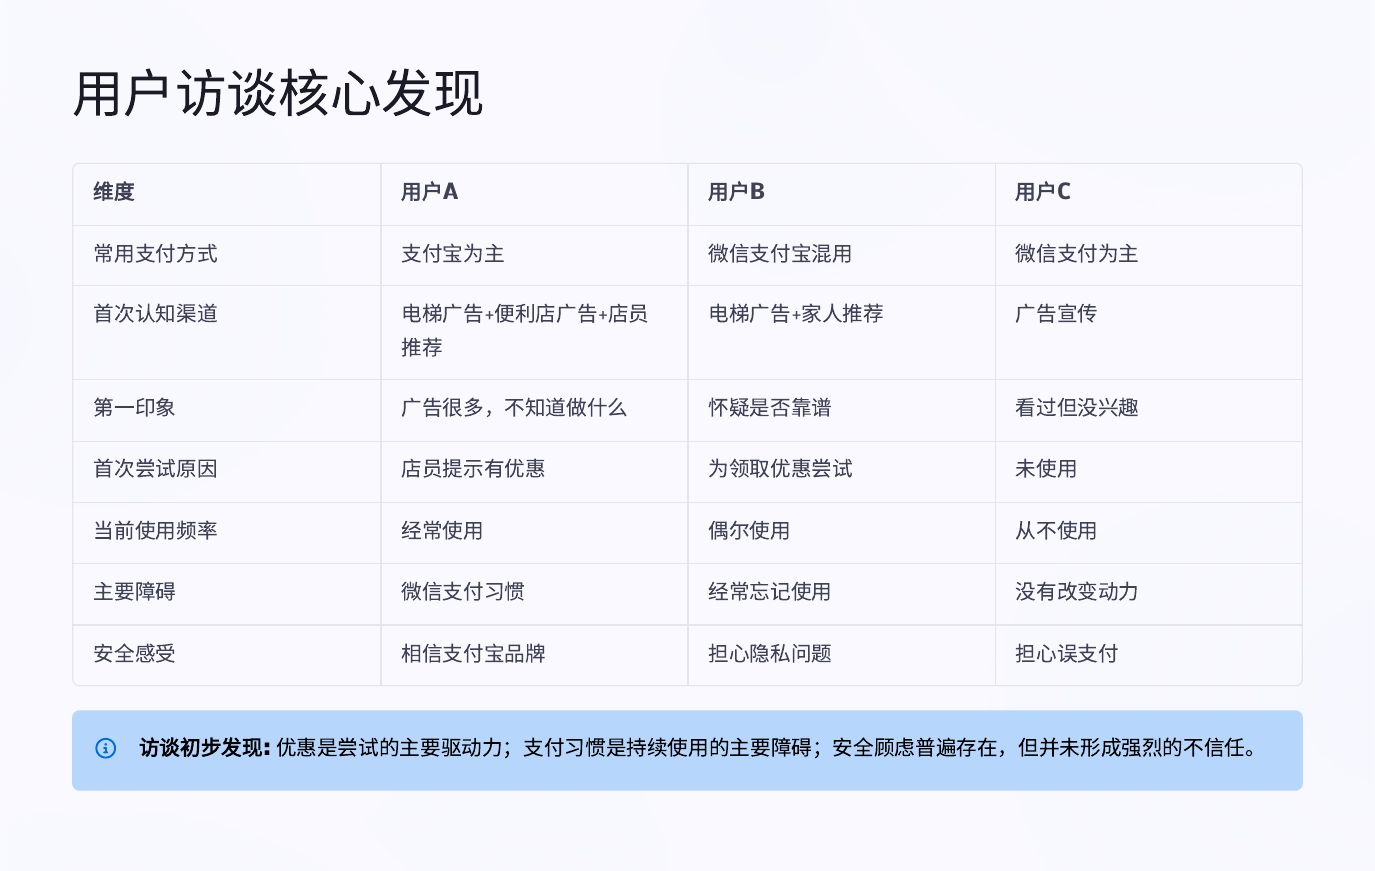 用户访谈核心发现
维度 用户A 用户B 用户C
常用支付方式 支付宝为主 微信支付宝混用 微信支付为主
首次认知渠道 电梯广告+便利店广告+店员 电梯广告+家人推荐 广告宣传
推荐
第一印象 广告很多，不知道做什么 怀疑是否靠谱 看过但没兴趣
首次尝试原因 店员提示有优惠 为领取优惠尝试 未使用
当前使用频率 经常使用 偶尔使用 从不使用
主要障碍 微信支付习惯 经常忘记使用 没有改变动力
安全感受 相信支付宝品牌 担心隐私问题 担心误支付
访谈初步发现: 优惠是尝试的主要驱动力；支付习惯是持续使用的主要障碍；安全顾虑普遍存在，但并未形成强烈的不信任。